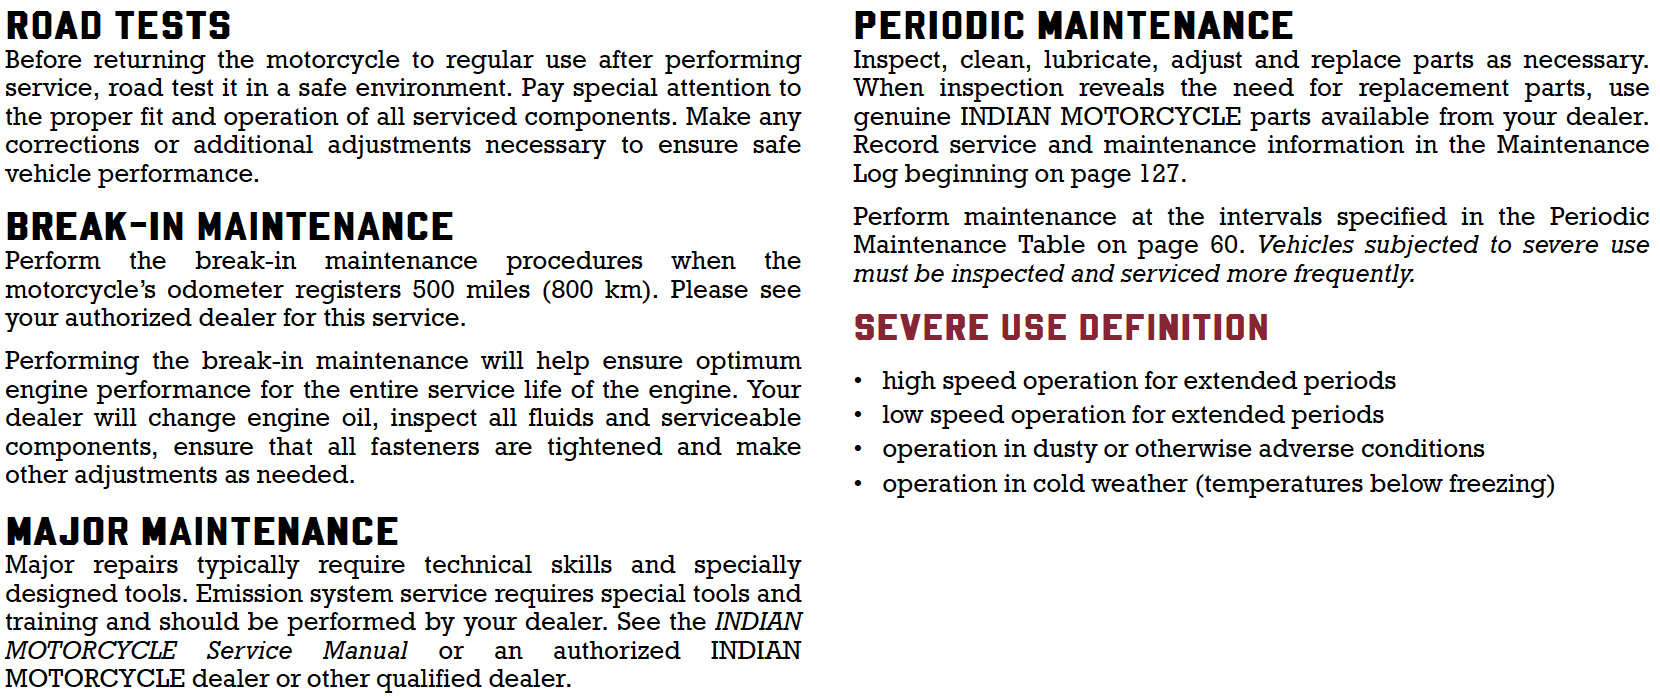 ROAD TESTS
Before returning the motorcycle to regular use after performing
service, road test it in a safe environment. Pay special attention to
the proper fit and operation of all serviced components. Make any
corrections or additional adjustments necessary to ensure safe
vehicle performance.
BREAK-IN MAINTENANCE
Perform the break-in maintenance procedures when the
motorcycle's odometer registers 500 miles (800 km). Please see
your authorized dealer for this service.
Performing the break-in maintenance will help ensure optimum
engine performance for the entire service life of the engine. Your
dealer will change engine oil, inspect all fluids and serviceable
components, ensure that all fasteners are tightened and make
other adjustments as needed.
MAJOR MAINTENANCE
Major repairs typically require technical skills and specially
designed tools. Emission system service requires special tools and
training and should be performed by your dealer. See the INDIAN
MOTORCYCLE Service Manual or an authorized INDIAN
MOTORCYCLE dealer or other qualified dealer.
PERIODIC MAINTENANCE
Inspect, clean, lubricate, adjust and replace parts as necessary.
When inspection reveals the need for replacement parts, use
genuine INDIAN MOTORCYCLE parts available from your dealer.
Record service and maintenance information in the Maintenance
Log beginning on page 127.
Perform maintenance at the intervals specified in the Periodic
Maintenance Table on page 60. Vehicles subjected to severe use
must be inspected and serviced more frequently.
SEVERE USE DEFINITION
• high speed operation for extended periods
• low speed operation for extended periods
• operation in dusty or otherwise adverse conditions
• operation in cold weather (temperatures below freezing)